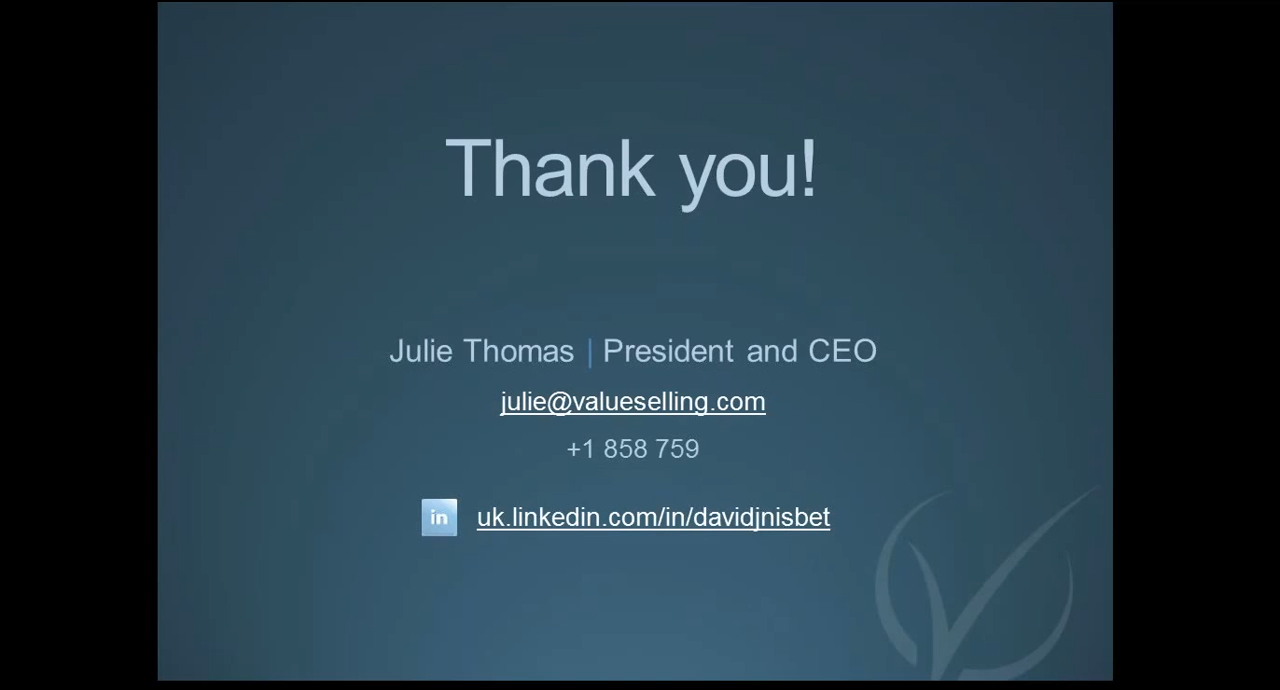 Thank you!
Julie Thomas | President and CEO
julie@valueselling.com
+1 858 759
in uk.linkedin.com/in/davidjnisbet